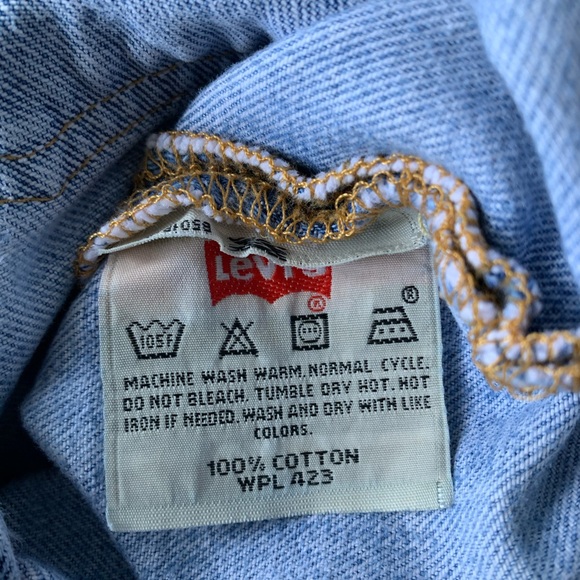 Levi's
®
®
105F
MACHINE WASH WARM.NORMAL CYCLE.
DO NOT BLEACH. TUMBLE DRY HOT. HOT
IRON IF NEEDED. WASH AND DRY WITH LIKE
COLORS.
100% COTTON
WPL 423